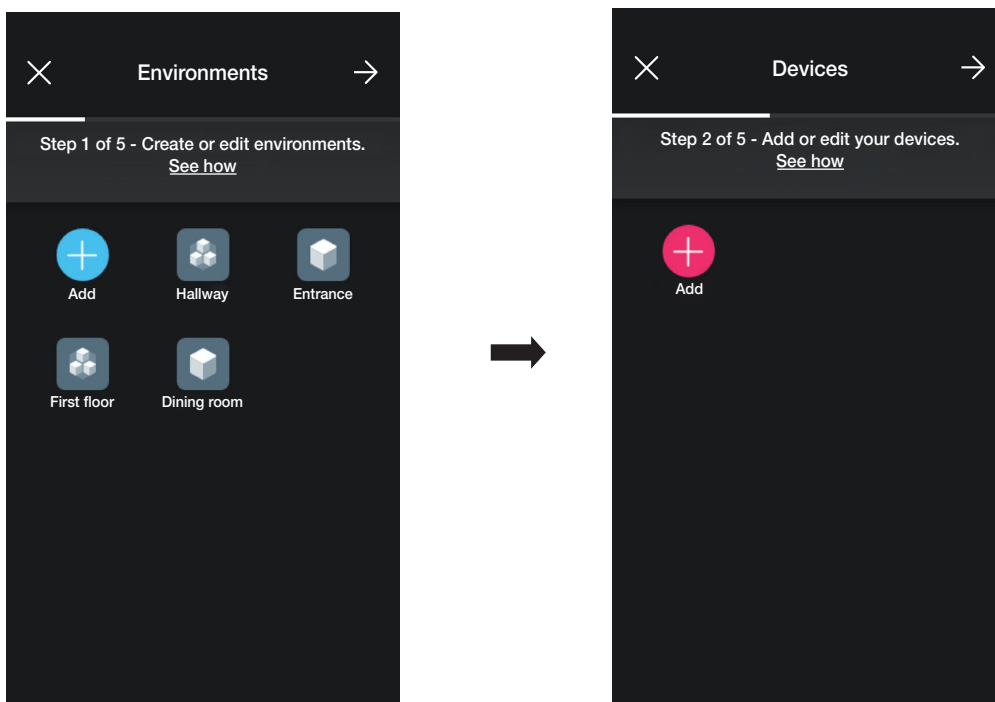 Environments
Step 1 of 5 - Create or edit environments.
See how
Add
Hallway
Entrance
First floor
Dining room
Devices
Step 2 of 5 - Add or edit your devices.
See how
Add